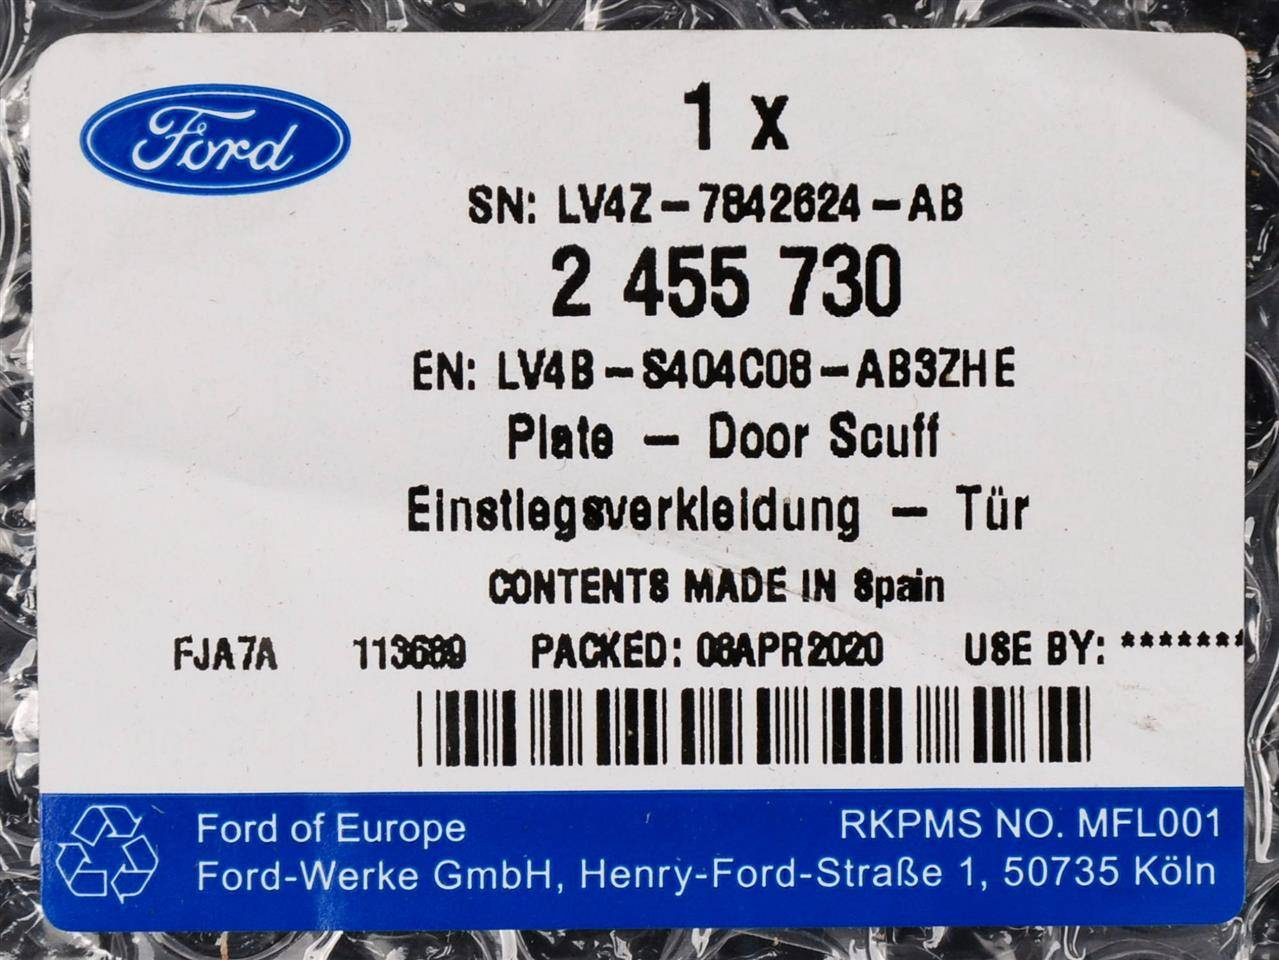 Ford
1 x
SN: LV4Z-7842624-AB
2 455 730
EN: LV4B-S404C08-AB3ZHE
Plate - Door Scuff
Einstiegsverkleidung - Tür
CONTENTS MADE IN Spain
FJA7A 113689 PACKED: 08APR2020 USE BY: *******
Ford of Europe RKPMS NO. MFL001
Ford-Werke GmbH, Henry-Ford-Straße 1, 50735 Köln